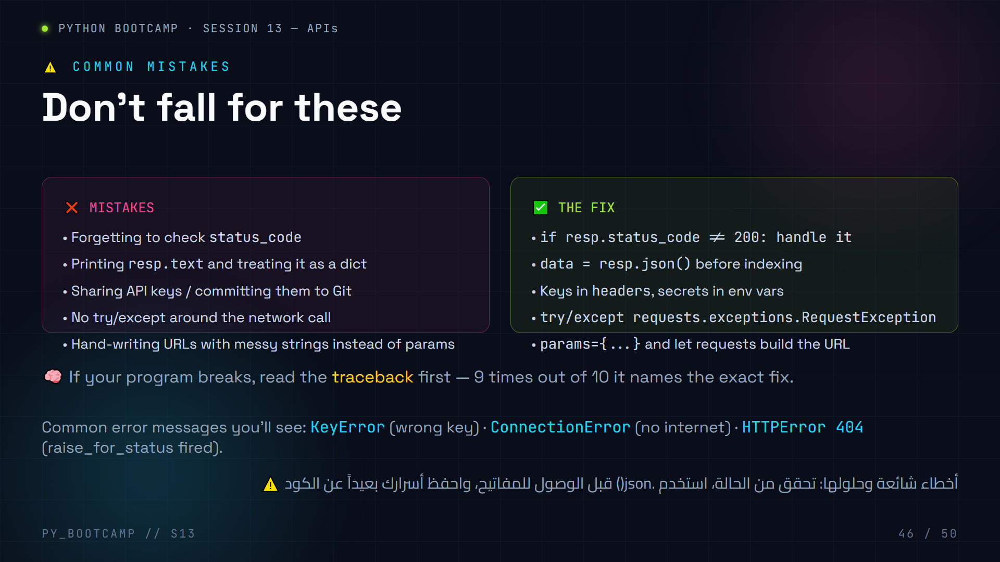 PYTHON BOOTCAMP · SESSION 13 — APIs
⚠️ COMMON MISTAKES
Don’t fall for these
❌ MISTAKES
• Forgetting to check status_code
• Printing resp.text and treating it as a dict
• Sharing API keys / committing them to Git
• No try/except around the network call
• Hand-writing URLs with messy strings instead of params
✅ THE FIX
• if resp.status_code != 200: handle it
• data = resp.json() before indexing
• Keys in headers, secrets in env vars
• try/except requests.exceptions.RequestException
• params={...} and let requests build the URL
🧠 If your program breaks, read the traceback first — 9 times out of 10 it names the exact fix.
Common error messages you’ll see: KeyError (wrong key) · ConnectionError (no internet) · HTTPError 404
(raise_for_status fired).
أخطاء شائعة وحلولها: تحقق من الحالة، استخدم .json() قبل الوصول للمفاتيح، واحفظ أسرارك بعيداً عن الكود ⚠️
PY_BOOTCAMP // S13
46 / 50